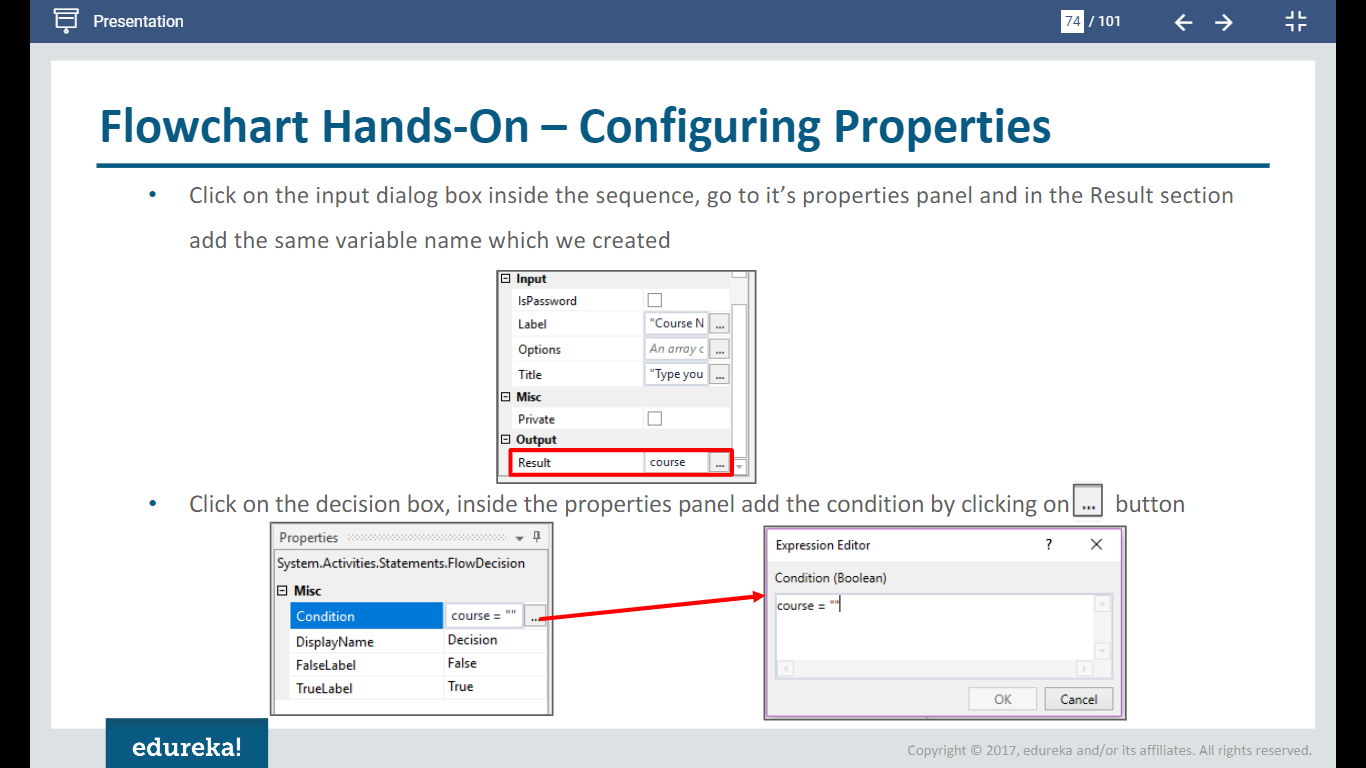 Presentation
74 / 101
Flowchart Hands-On – Configuring Properties
• Click on the input dialog box inside the sequence, go to it’s properties panel and in the Result section
add the same variable name which we created
Input
IsPassword
Label "Course N ...
Options An array c ...
Title "Type you ...
Misc
Private
Output
Result course ...
• Click on the decision box, inside the properties panel add the condition by clicking on ... button
Properties
System.Activities.Statements.FlowDecision
Misc
Condition course = "" ...
DisplayName Decision
FalseLabel False
TrueLabel True
Expression Editor ?
Condition (Boolean)
course = ""
OK Cancel
edureka!
Copyright © 2017, edureka and/or its affiliates. All rights reserved.